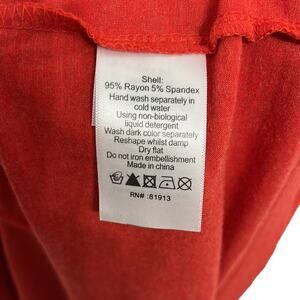 Shell:
95% Rayon 5% Spandex
Hand wash separately in
cold water
Using non-biological
liquid detergent
Wash dark color separately
Reshape whilst damp
Dry flat
Do not iron embellishment
Made in china
RN# :81913